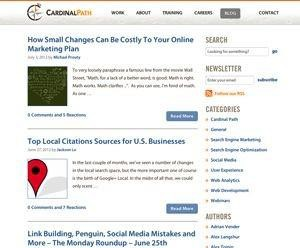 CARDINALPATH
WORK ABOUT TRAINING CAREERS BLOG CONTACT
How Small Changes Can Be Costly To Your Online
Marketing Plan
July 3, 2012 by Michael Prouty
To very loosely paraphrase a famous line from the movie Wall
Street, "Math, for a lack of a better word, is good. Math is right.
Math works. Math clarifies ..". As you can see, I'm fond of math.
As one …
0 Comments and 5 Reactions
Read More
Top Local Citations Sources for U.S. Businesses
June 27, 2012 by Jackson Lo
In the last couple of months, we've seen a number of changes
in the local search space, but the more important one of course
is the birth of Google+ Local. In the midst of all that, we could
only scent …
0 Comments and 7 Reactions
Read More
Link Building, Penguin, Social Media Mistakes and
More – The Monday Roundup – June 25th
SEARCH
Looking for something?
go
NEWSLETTER
Enter your email
subscribe
Follow our RSS
CATEGORIES
Cardinal Path
General
Search Engine Marketing
Search Engine Optimization
Social Media
User Experience
Web Analytics
Web Development
Webinars
AUTHORS
Adrian Vender
Alex Langshur